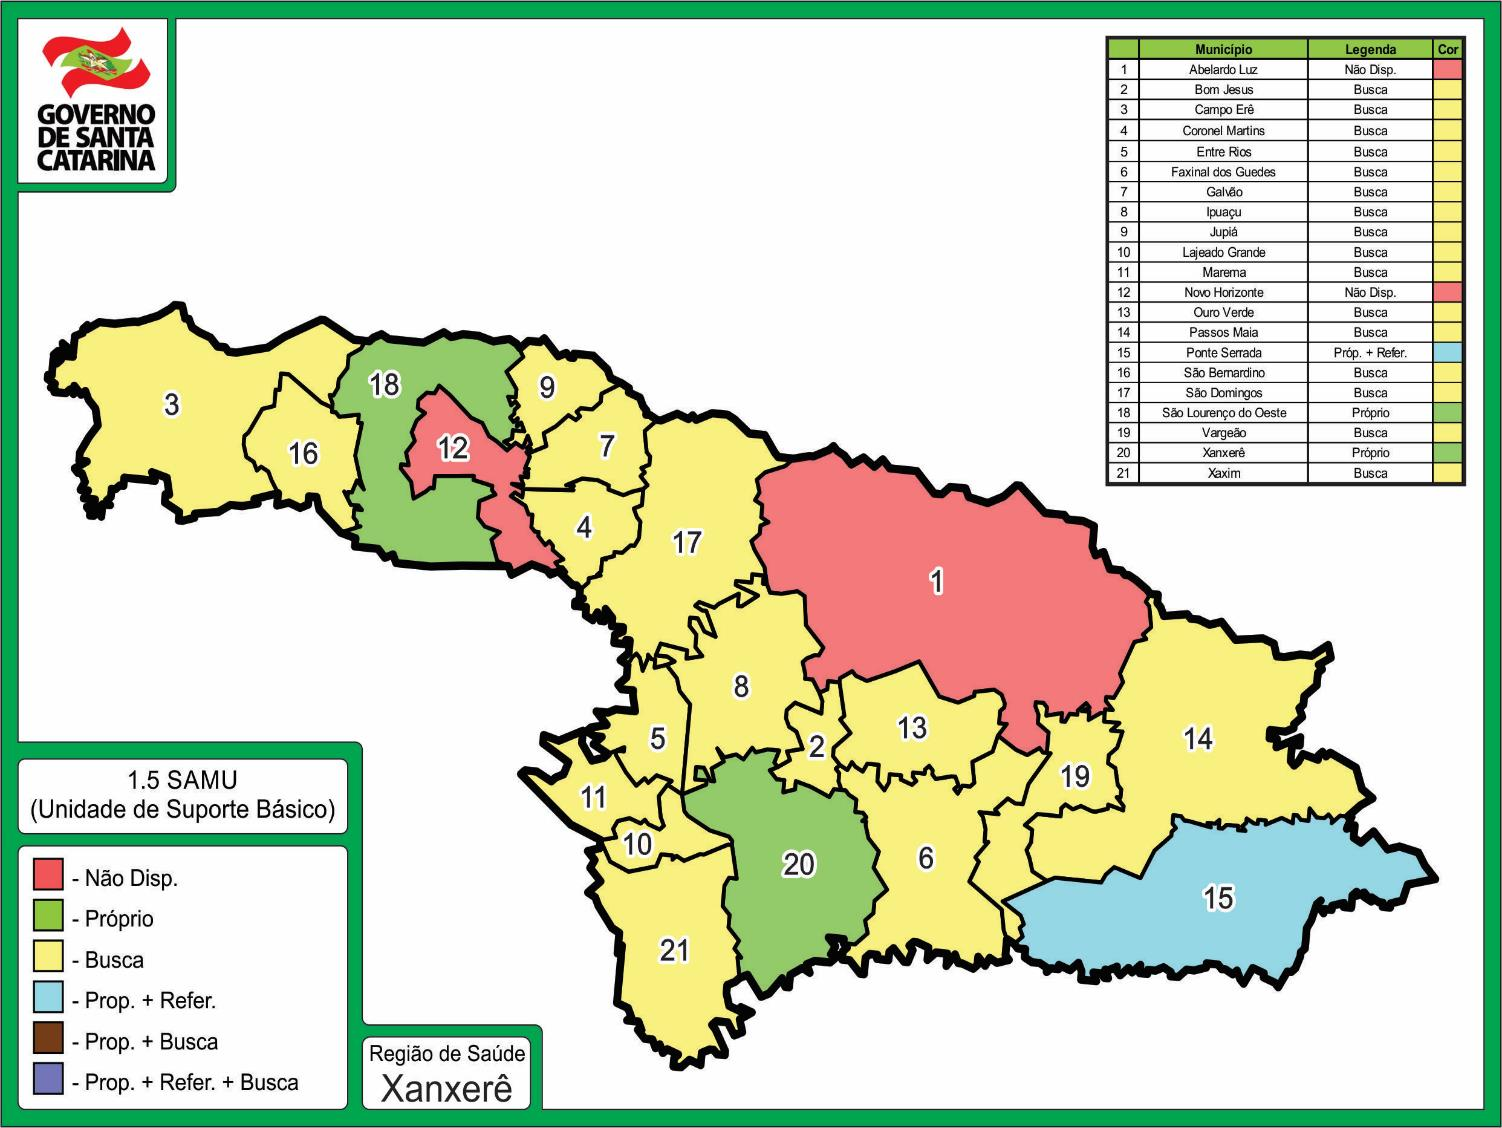 GOVERNO
DE SANTA
CATARINA
Município Legenda Cor
1 Abelardo Luz Não Disp.
2 Bom Jesus Busca
3 Campo Erê Busca
4 Coronel Martins Busca
5 Entre Rios Busca
6 Faxinal dos Guedes Busca
7 Galvão Busca
8 Ipuaçu Busca
9 Jupiá Busca
10 Lajeado Grande Busca
11 Marema Busca
12 Novo Horizonte Não Disp.
13 Ouro Verde Busca
14 Passos Maia Busca
15 Ponte Serrada Próp. + Refer.
16 São Bernardino Busca
17 São Domingos Busca
18 São Lourenço do Oeste Próprio
19 Vargeão Busca
20 Xanxerê Próprio
21 Xaxim Busca
18
9
3
12
7
16
4
17
1
8
13
5
2
14
19
11
10
20
6
15
21
1.5 SAMU
(Unidade de Suporte Básico)
- Não Disp.
- Próprio
- Busca
- Prop. + Refer.
- Prop. + Busca
- Prop. + Refer. + Busca
Região de Saúde
Xanxerê